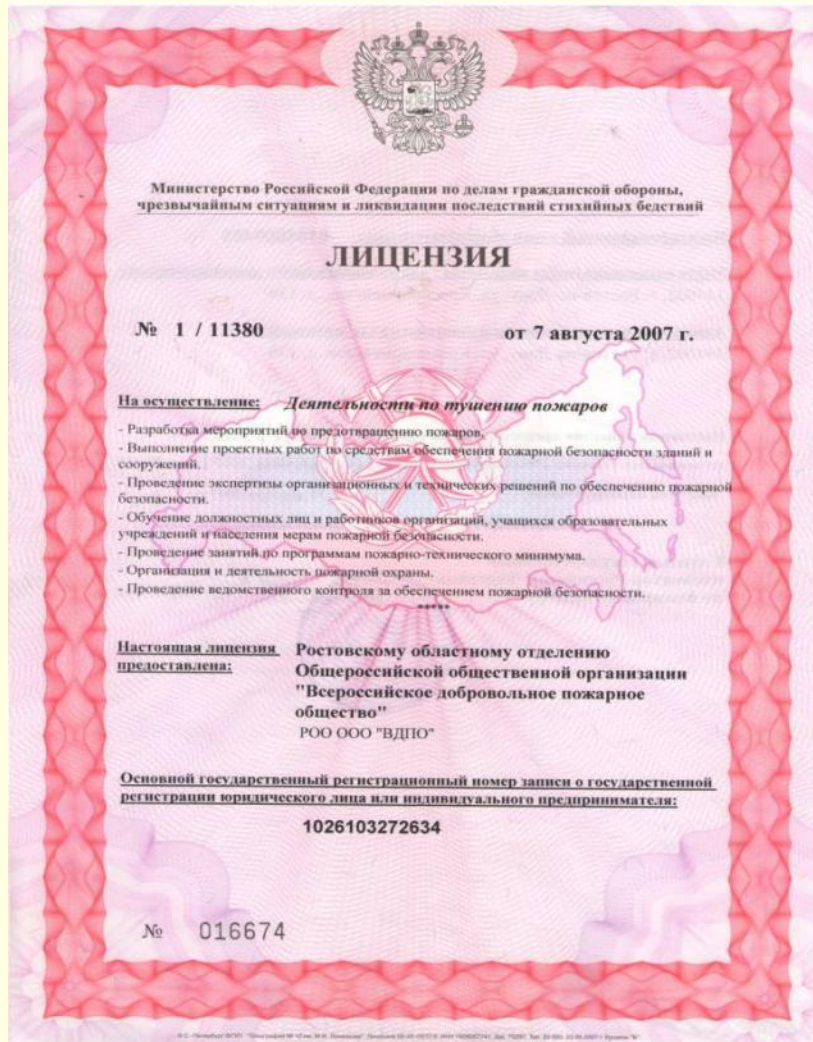 Министерство Российской Федерации по делам гражданской обороны,
чрезвычайным ситуациям и ликвидации последствий стихийных бедствий
ЛИЦЕНЗИЯ
№ 1 / 11380 от 7 августа 2007 г.
На осуществление: Деятельности по тушению пожаров
- Разработка мероприятий по предотвращению пожаров.
- Выполнение проектных работ по средствам обеспечения пожарной безопасности зданий и
сооружений.
- Проведение экспертизы организационных и технических решений по обеспечению пожарной
безопасности.
- Обучение должностных лиц и работников организаций, учащихся образовательных
учреждений и населения мерам пожарной безопасности.
- Проведение занятий по программам пожарно-технического минимума.
- Организация и деятельность пожарной охраны.
- Проведение ведомственного контроля за обеспечением пожарной безопасности.
*****
Настоящая лицензия Ростовскому областному отделению
предоставлена: Общероссийской общественной организации
"Всероссийское добровольное пожарное
общество"
РОО ООО "ВДПО"
Основной государственный регистрационный номер записи о государственной
регистрации юридического лица или индивидуального предпринимателя:
1026103272634
№ 016674